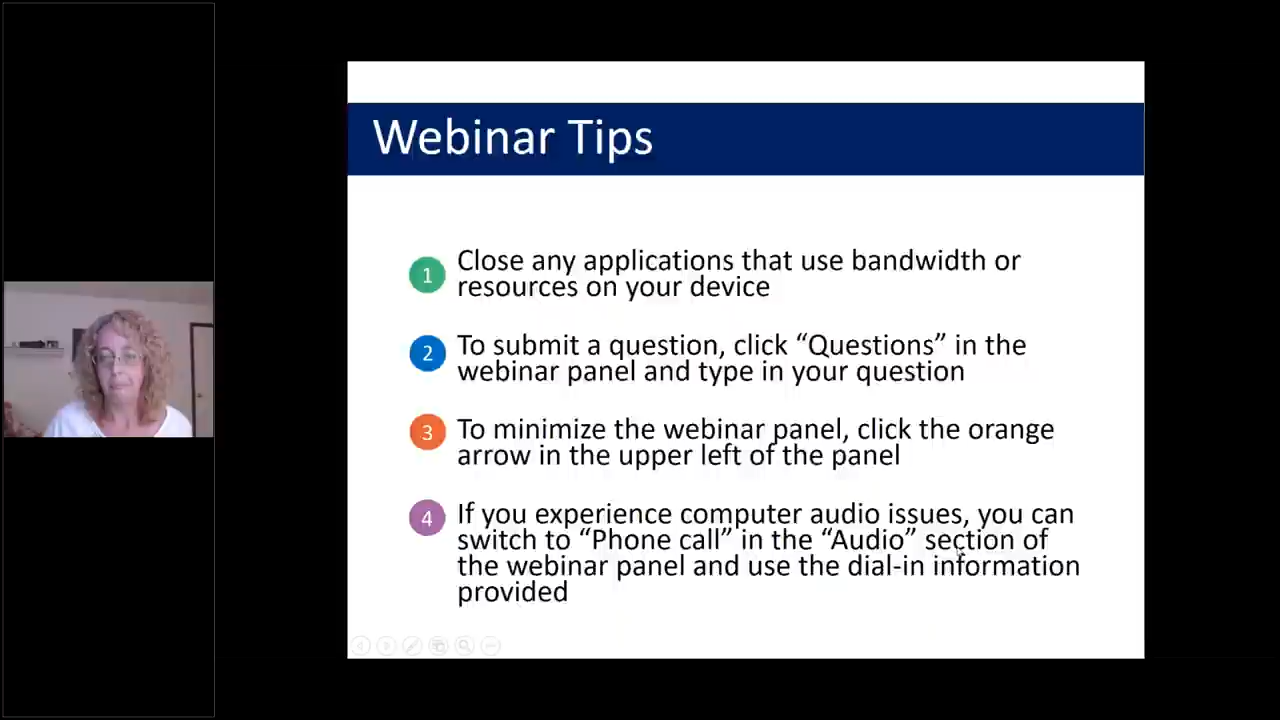 Webinar Tips
1 Close any applications that use bandwidth or
resources on your device
2 To submit a question, click “Questions” in the
webinar panel and type in your question
3 To minimize the webinar panel, click the orange
arrow in the upper left of the panel
4 If you experience computer audio issues, you can
switch to “Phone call” in the “Audio” section of
the webinar panel and use the dial-in information
provided